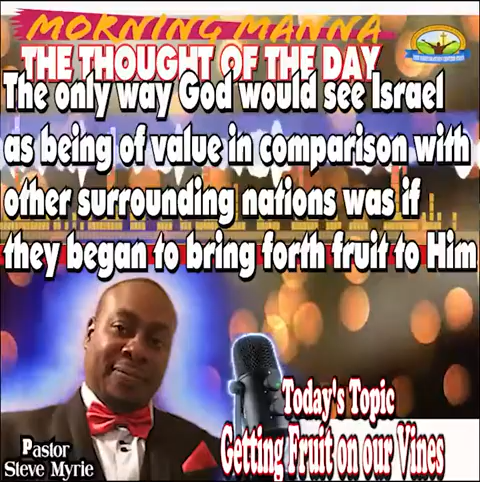 MORNING MANNA
THE THOUGHT OF THE DAY
The only way God would see Israel
as being of value in comparison with
other surrounding nations was if
they began to bring forth fruit to Him
Today's Topic
Getting Fruit on our Vines
Pastor
Steve Myrie